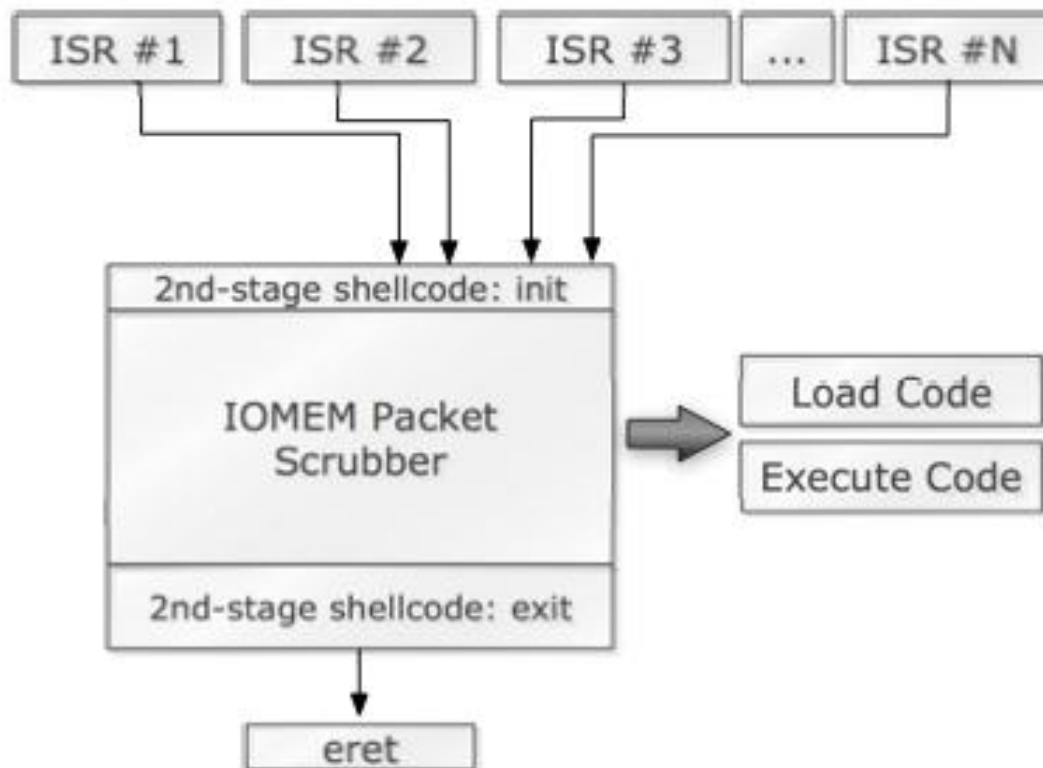 ISR #1
ISR #2
ISR #3
...
ISR #N
2nd-stage shellcode: init
IOMEM Packet
Scrubber
Load Code
Execute Code
2nd-stage shellcode: exit
eret